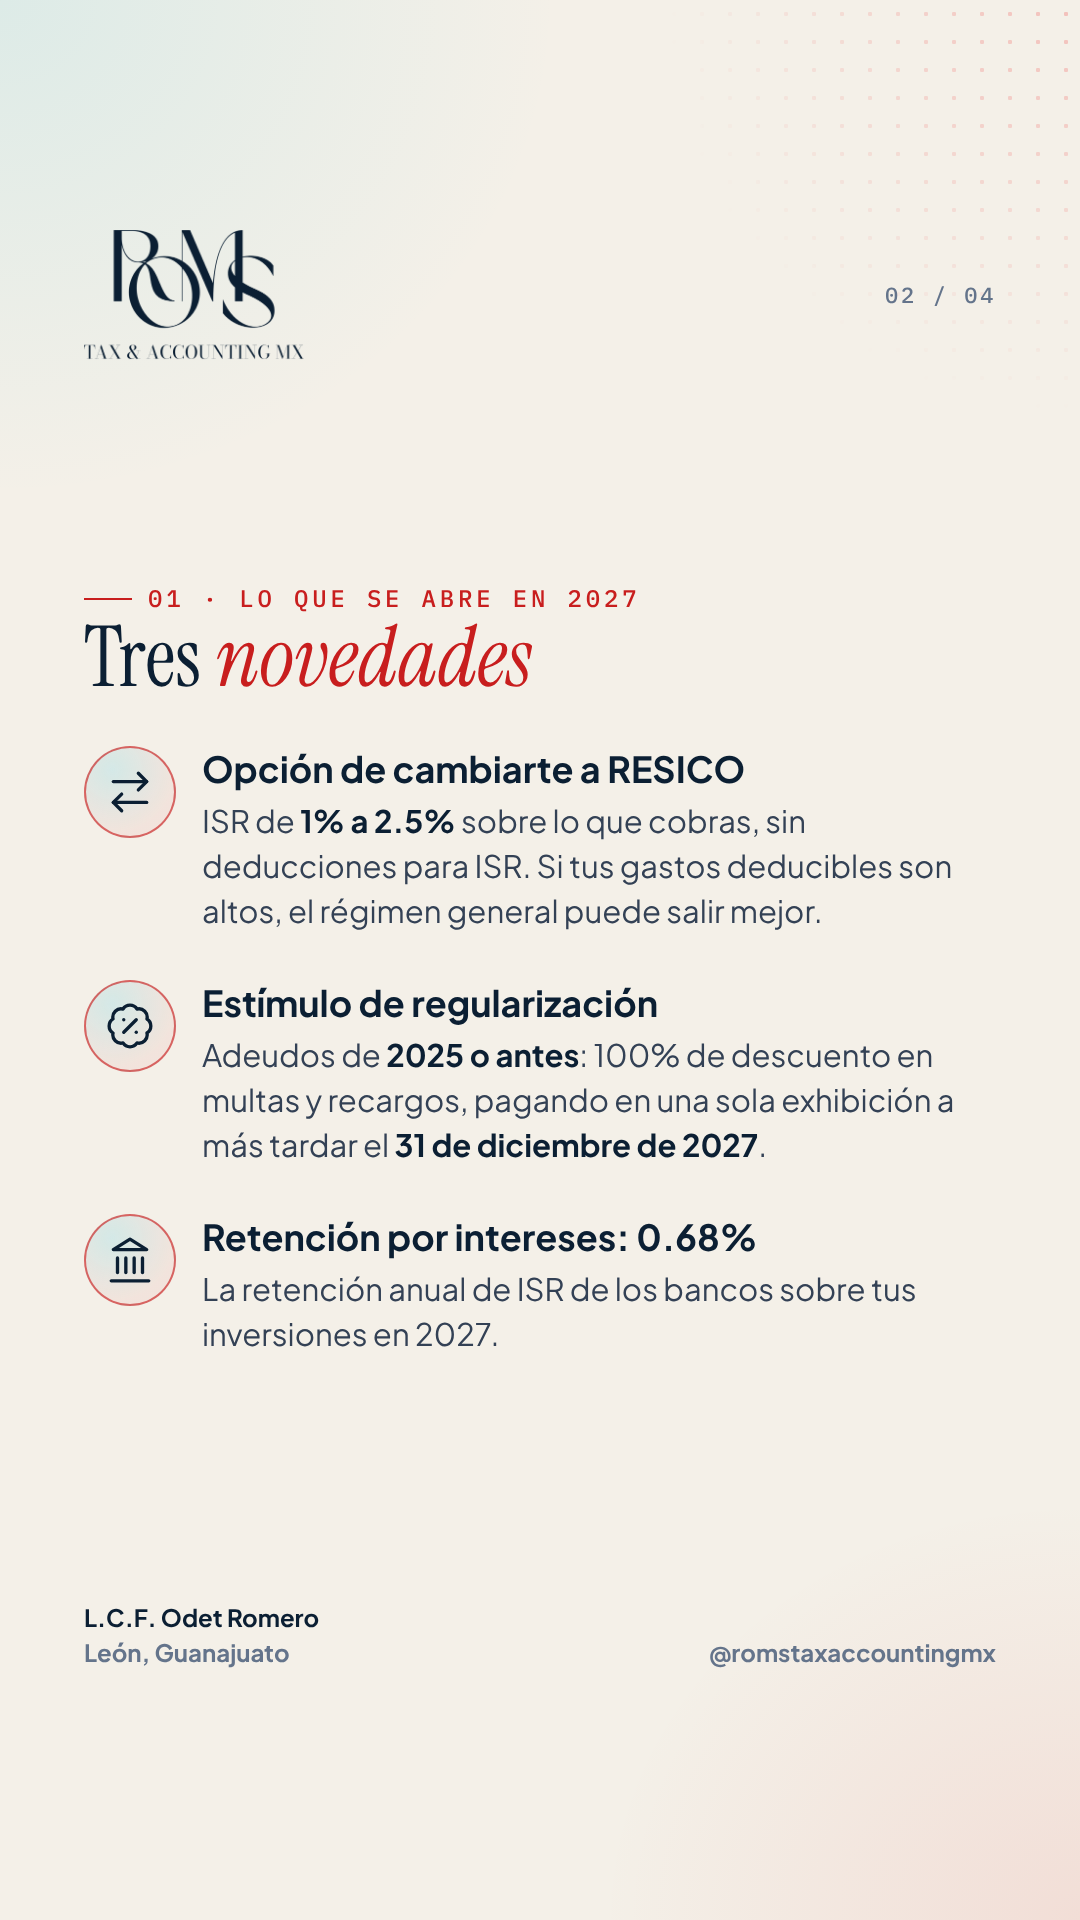 ROMS
TAX & ACCOUNTING MX
02 / 04
01 · LO QUE SE ABRE EN 2027
Tres novedades
Opción de cambiarte a RESICO
ISR de 1% a 2.5% sobre lo que cobras, sin
deducciones para ISR. Si tus gastos deducibles son
altos, el régimen general puede salir mejor.
Estímulo de regularización
Adeudos de 2025 o antes: 100% de descuento en
multas y recargos, pagando en una sola exhibición a
más tardar el 31 de diciembre de 2027.
Retención por intereses: 0.68%
La retención anual de ISR de los bancos sobre tus
inversiones en 2027.
L.C.F. Odet Romero
León, Guanajuato
@romstaxaccountingmx